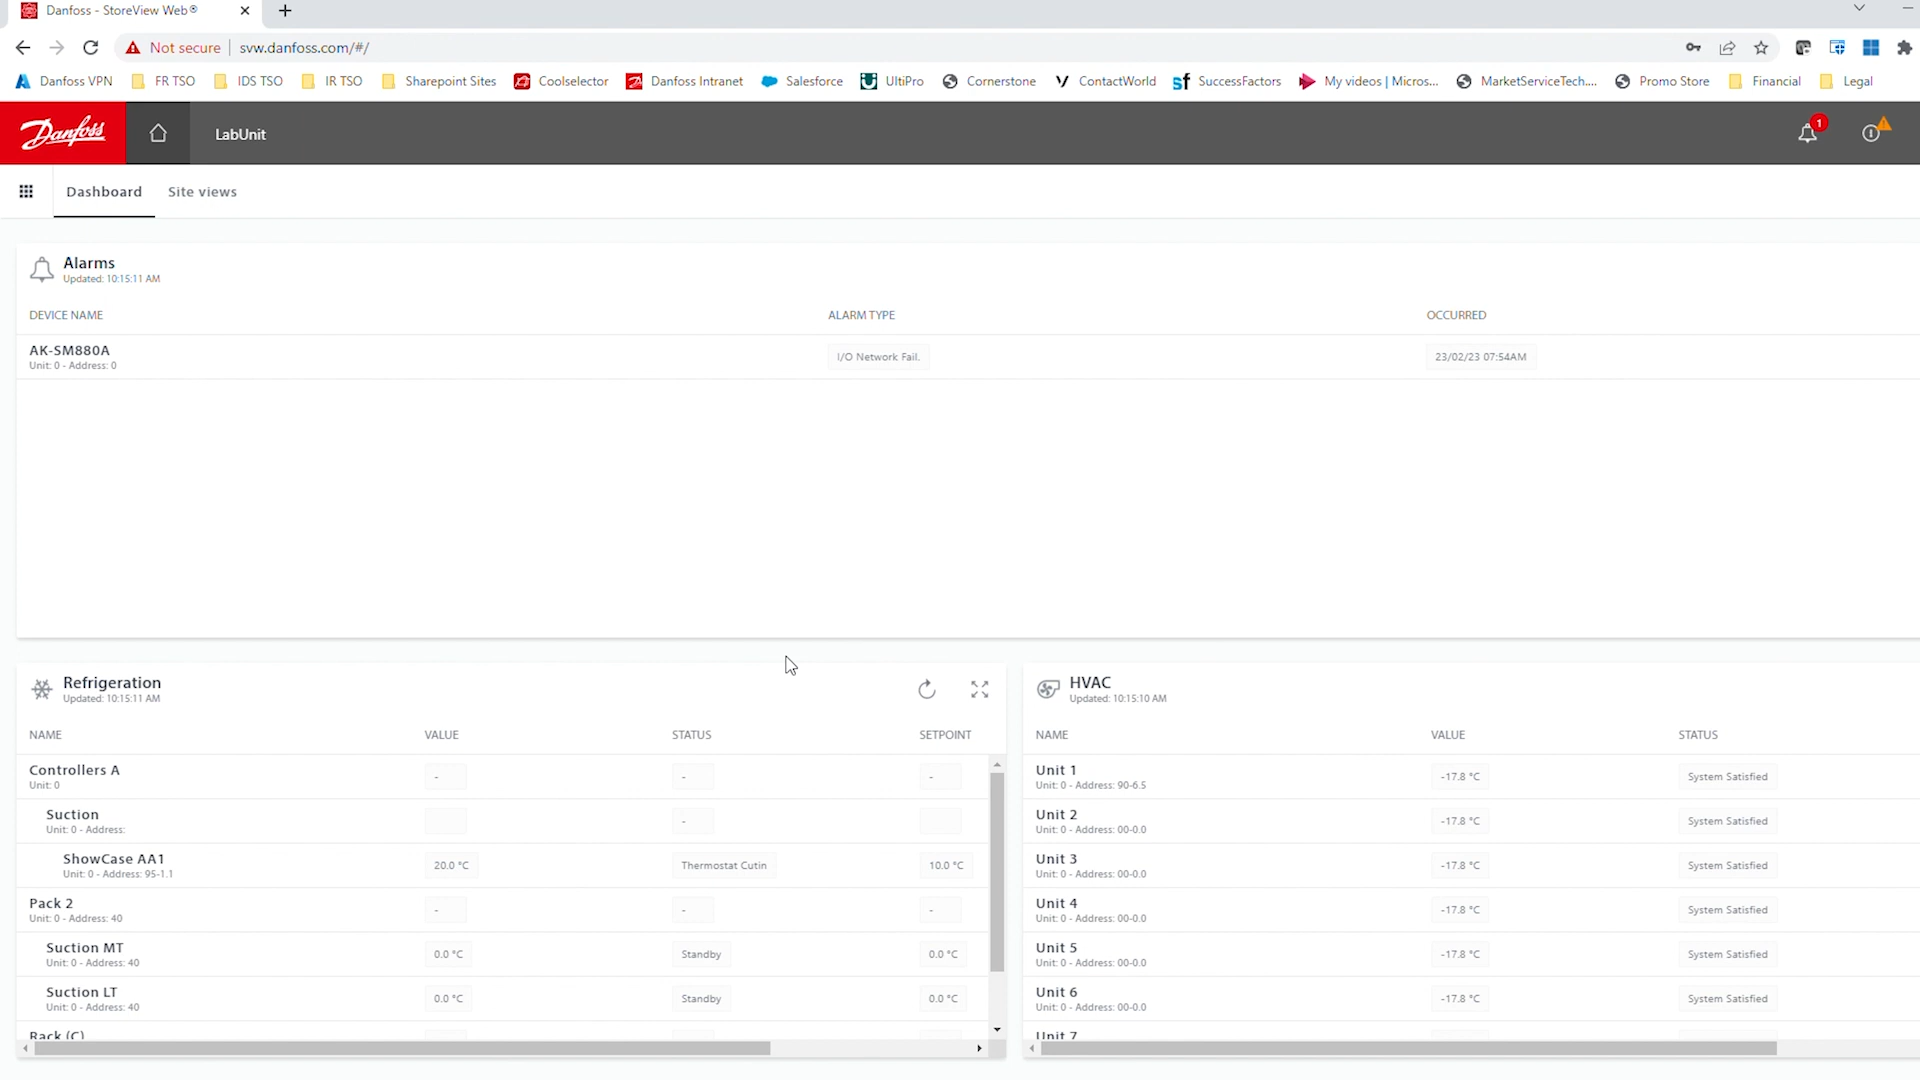 Danfoss - StoreView Web®
Not secure
svw.danfoss.com/#/
Danfoss VPN
FR TSO
IDS TSO
IR TSO
Sharepoint Sites
Coolselector
Danfoss Intranet
Salesforce
UltiPro
Cornerstone
ContactWorld
SuccessFactors
My videos | Micros...
MarketServiceTech....
Promo Store
Financial
Legal
Danfoss
LabUnit
1
Dashboard
Site views
Alarms
Updated: 10:15:11 AM
DEVICE NAME
ALARM TYPE
OCCURRED
AK-SM880A
Unit: 0 - Address: 0
I/O Network Fail.
23/02/23 07:54AM
Refrigeration
Updated: 10:15:11 AM
NAME
VALUE
STATUS
SETPOINT
Controllers A
Unit: 0
-
-
-
Suction
Unit: 0 - Address:
-
ShowCase AA1
Unit: 0 - Address: 95-1.1
20.0 °C
Thermostat Cutin
10.0 °C
Pack 2
Unit: 0 - Address: 40
-
-
-
Suction MT
Unit: 0 - Address: 40
0.0 °C
Standby
0.0 °C
Suction LT
Unit: 0 - Address: 40
0.0 °C
Standby
0.0 °C
Rack (C)
HVAC
Updated: 10:15:10 AM
NAME
VALUE
STATUS
Unit 1
Unit: 0 - Address: 90-6.5
-17.8 °C
System Satisfied
Unit 2
Unit: 0 - Address: 00-0.0
-17.8 °C
System Satisfied
Unit 3
Unit: 0 - Address: 00-0.0
-17.8 °C
System Satisfied
Unit 4
Unit: 0 - Address: 00-0.0
-17.8 °C
System Satisfied
Unit 5
Unit: 0 - Address: 00-0.0
-17.8 °C
System Satisfied
Unit 6
Unit: 0 - Address: 00-0.0
-17.8 °C
System Satisfied
Unit 7